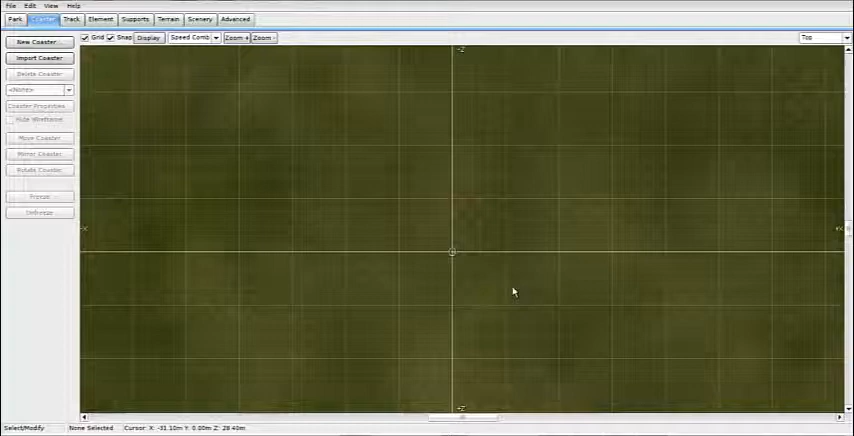 File Edit View Help
Park Coaster Track Element Supports Terrain Scenery Advanced
New Coaster... Grid Snap Display Speed Comb Zoom + Zoom - Top
Import Coaster
Delete Coaster
<None>
Coaster Properties
Hide Wireframe
Move Coaster
Mirror Coaster
Rotate Coaster
Freeze
Unfreeze
-Z
-X
+X
+Z
Select/Modify None Selected Cursor: X: -31.10m Y: 0.00m Z: 28.40m